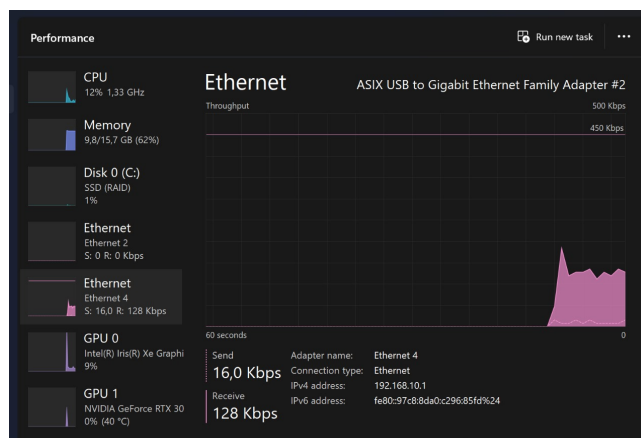 Performance
Run new task
CPU
12% 1,33 GHz
Memory
9,8/15,7 GB (62%)
Disk 0 (C:)
SSD (RAID)
1%
Ethernet
Ethernet 2
S: 0 R: 0 Kbps
Ethernet
Ethernet 4
S: 16,0 R: 128 Kbps
GPU 0
Intel(R) Iris(R) Xe Graphi
9%
GPU 1
NVIDIA GeForce RTX 30
0% (40 °C)
Ethernet
ASIX USB to Gigabit Ethernet Family Adapter #2
Throughput
500 Kbps
450 Kbps
60 seconds
0
Send
16,0 Kbps
Receive
128 Kbps
Adapter name: Ethernet 4
Connection type: Ethernet
IPv4 address: 192.168.10.1
IPv6 address: fe80::97c8:8da0:c296:85fd%24